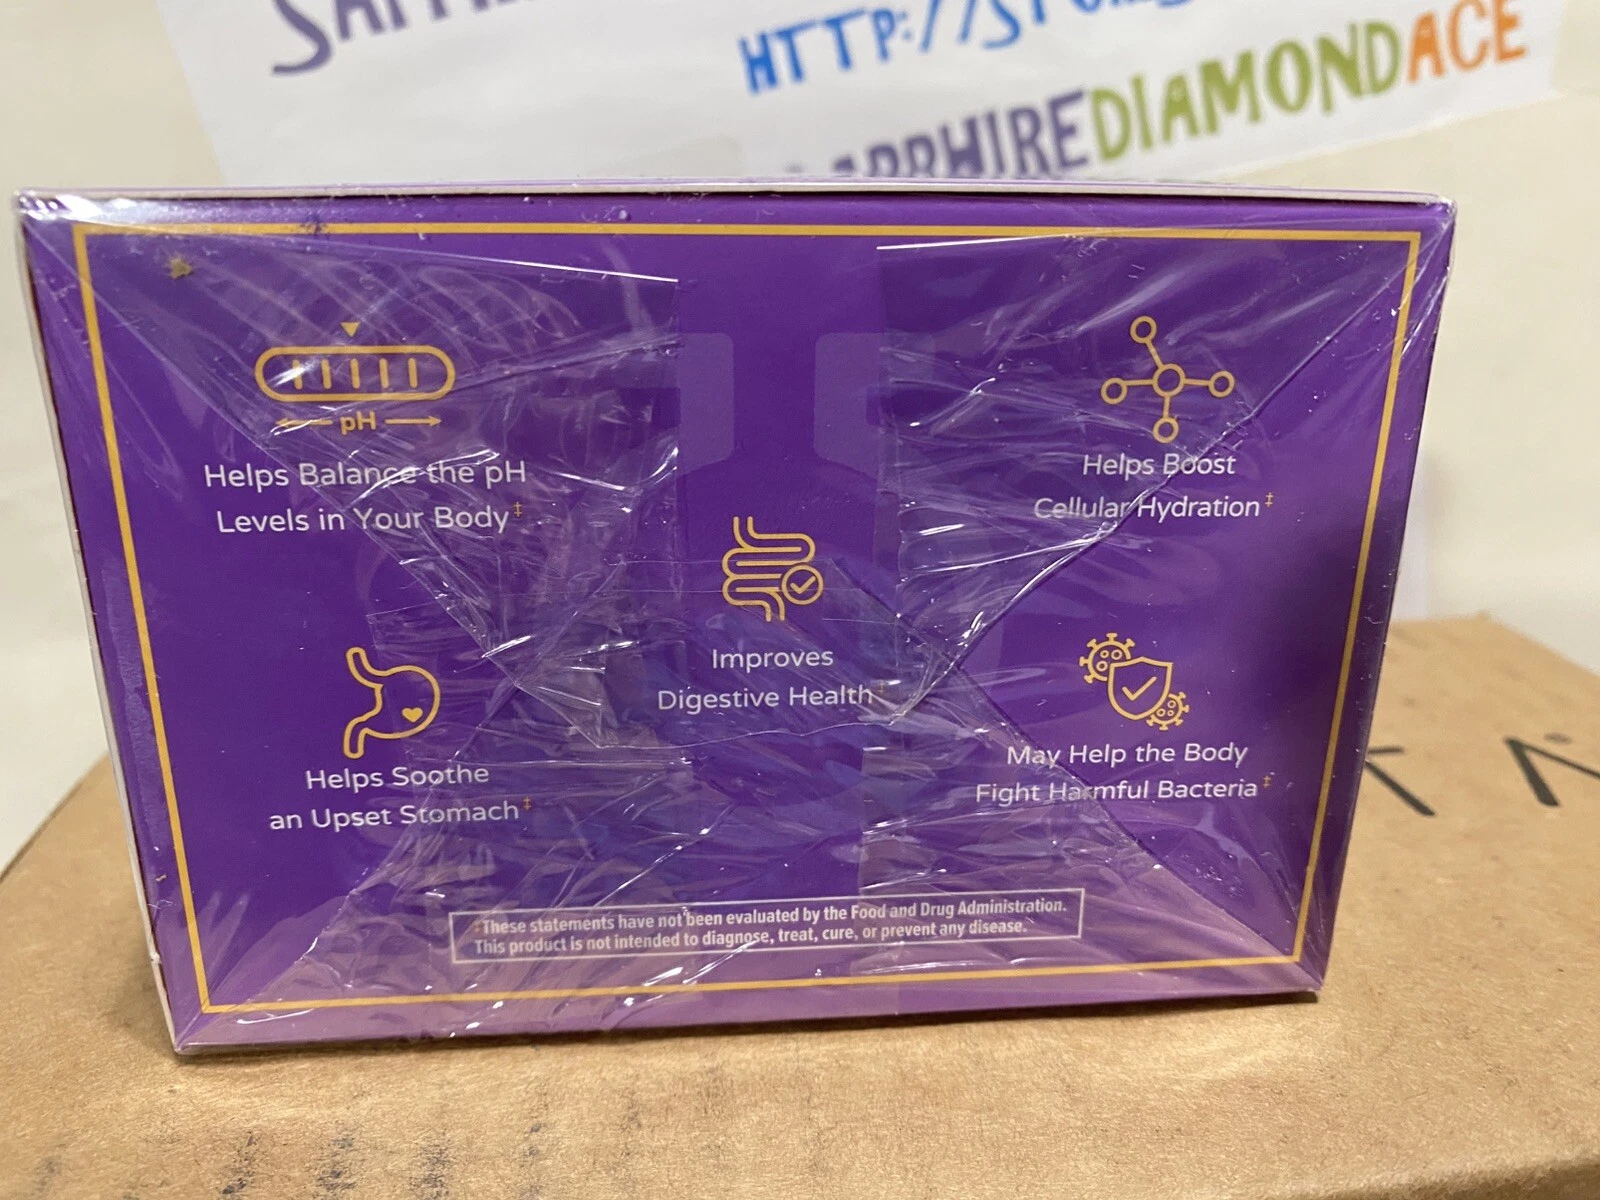 HTTP://
SAPPHIREDIAMONDACE
pH
Helps Balance the pH
Levels in Your Body‡
Helps Boost
Cellular Hydration‡
Improves
Digestive Health‡
Helps Soothe
an Upset Stomach‡
May Help the Body
Fight Harmful Bacteria‡
‡These statements have not been evaluated by the Food and Drug Administration.
This product is not intended to diagnose, treat, cure, or prevent any disease.